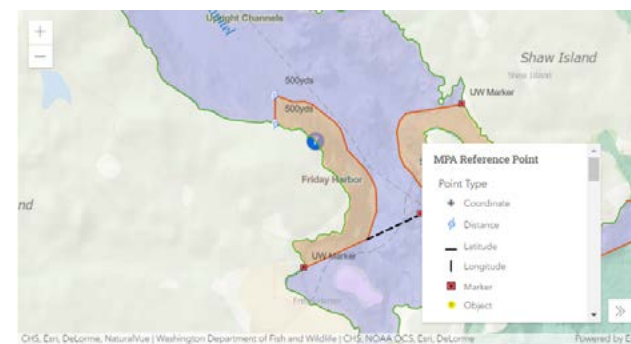 Upright Channels
Shaw Island
Shaw Island
500yds
UW Marker
500yds
MPA Reference Point
Point Type
Friday Harbor
Coordinate
nd
Distance
Latitude
UW Marker
Longitude
Marker
Object
CHS, Esri, DeLorme, NaturalVue | Washington Department of Fish and Wildlife | CHS, NOAA OCS, Esri, DeLorme
Powered by E